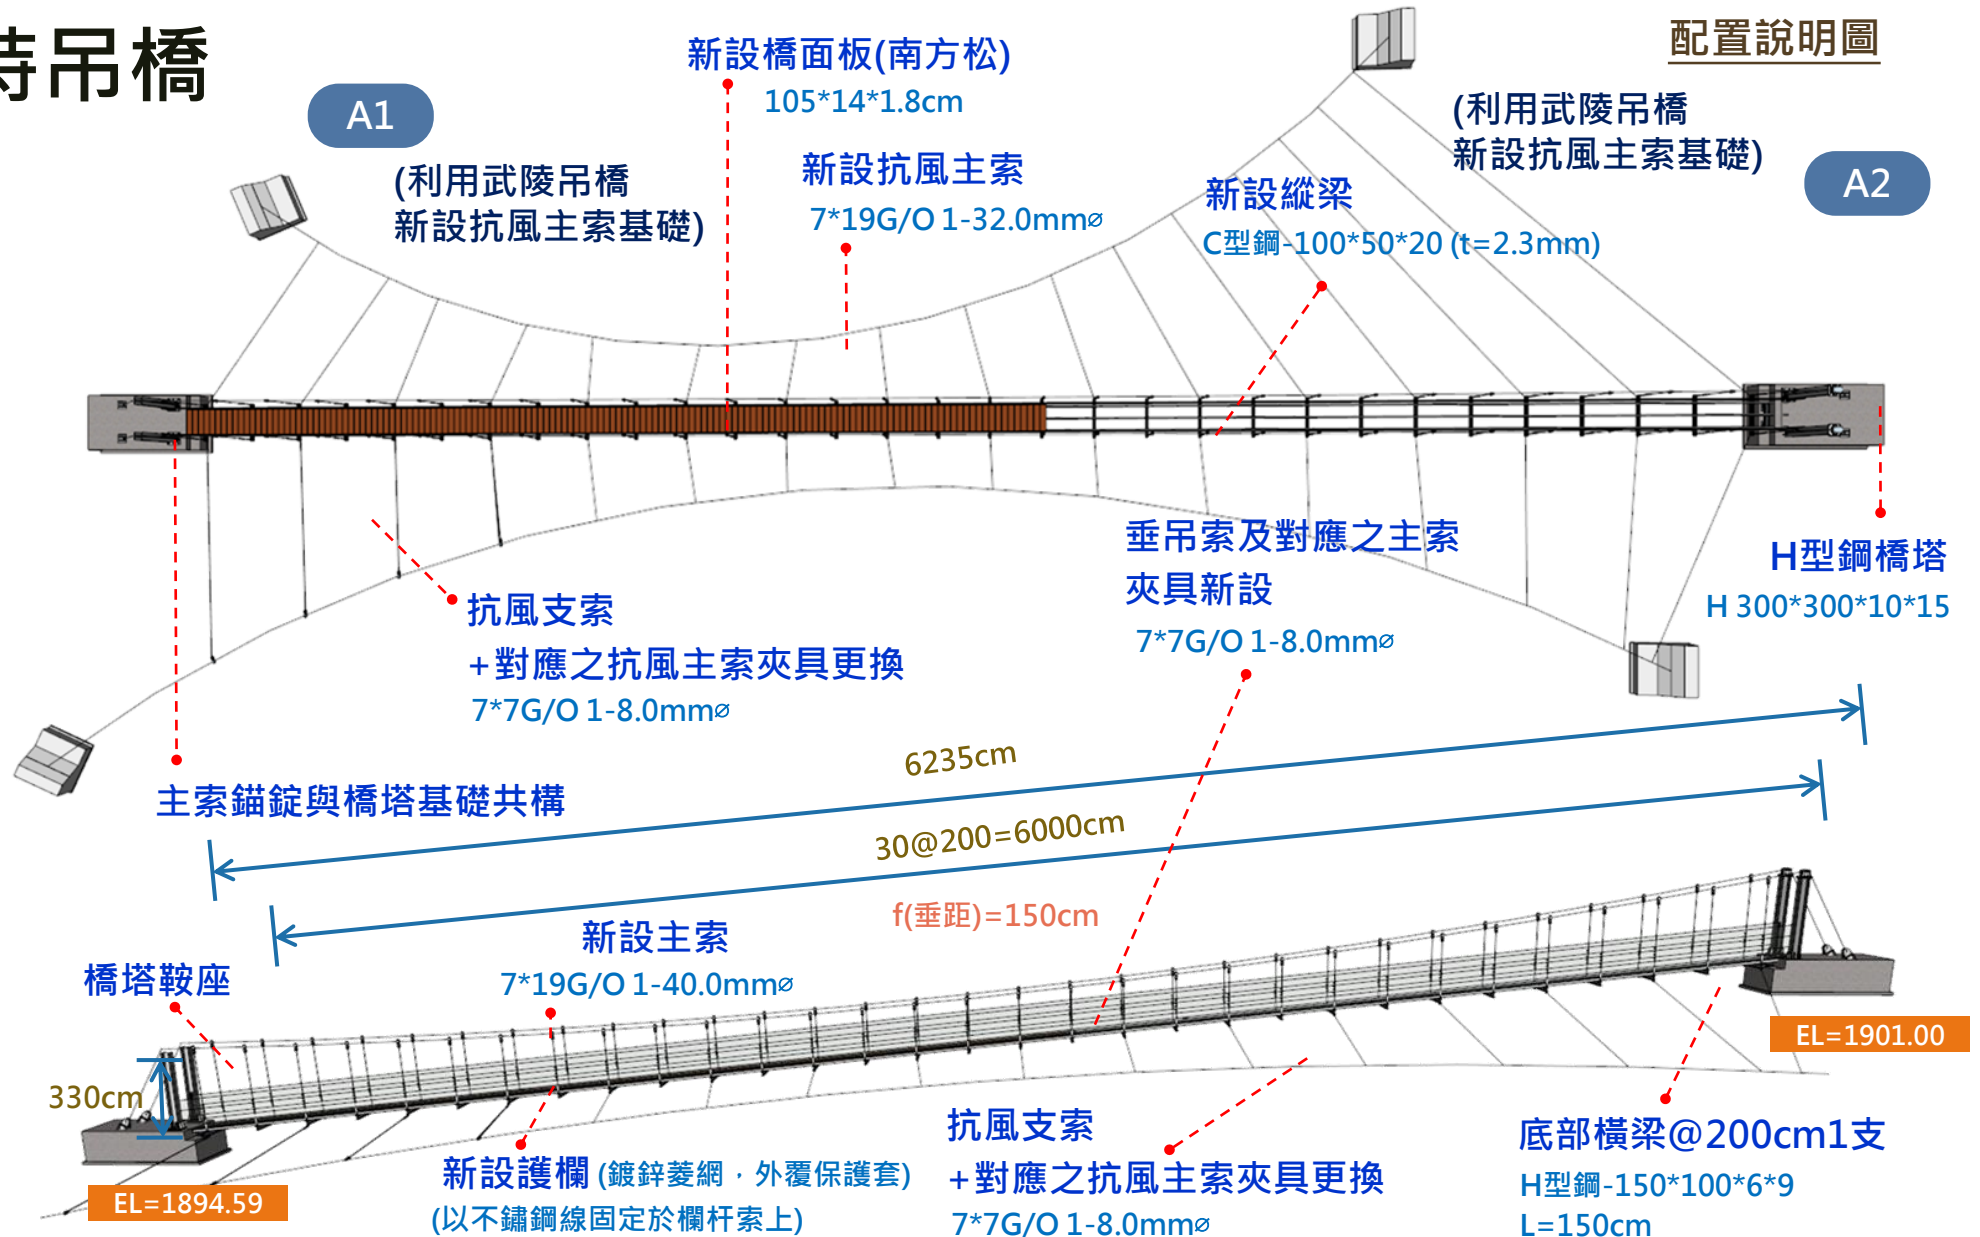 吊橋
配置說明圖
新設橋面板(南方松)
105*14*1.8cm
A1
(利用武陵吊橋
新設抗風主索基礎)
新設抗風主索
7*19G/O 1-32.0mm⌀
(利用武陵吊橋
新設抗風主索基礎)
A2
新設縱梁
C型鋼-100*50*20 (t=2.3mm)
垂吊索及對應之主索
夾具新設
7*7G/O 1-8.0mm⌀
H型鋼橋塔
H 300*300*10*15
抗風支索
+對應之抗風主索夾具更換
7*7G/O 1-8.0mm⌀
主索錨錠與橋塔基礎共構
6235cm
30@200=6000cm
f(垂距)=150cm
新設主索
7*19G/O 1-40.0mm⌀
橋塔鞍座
330cm
EL=1894.59
EL=1901.00
新設護欄 (鍍鋅菱網，外覆保護套)
(以不鏽鋼線固定於欄杆索上)
抗風支索
+對應之抗風主索夾具更換
7*7G/O 1-8.0mm⌀
底部橫梁@200cm1支
H型鋼-150*100*6*9
L=150cm